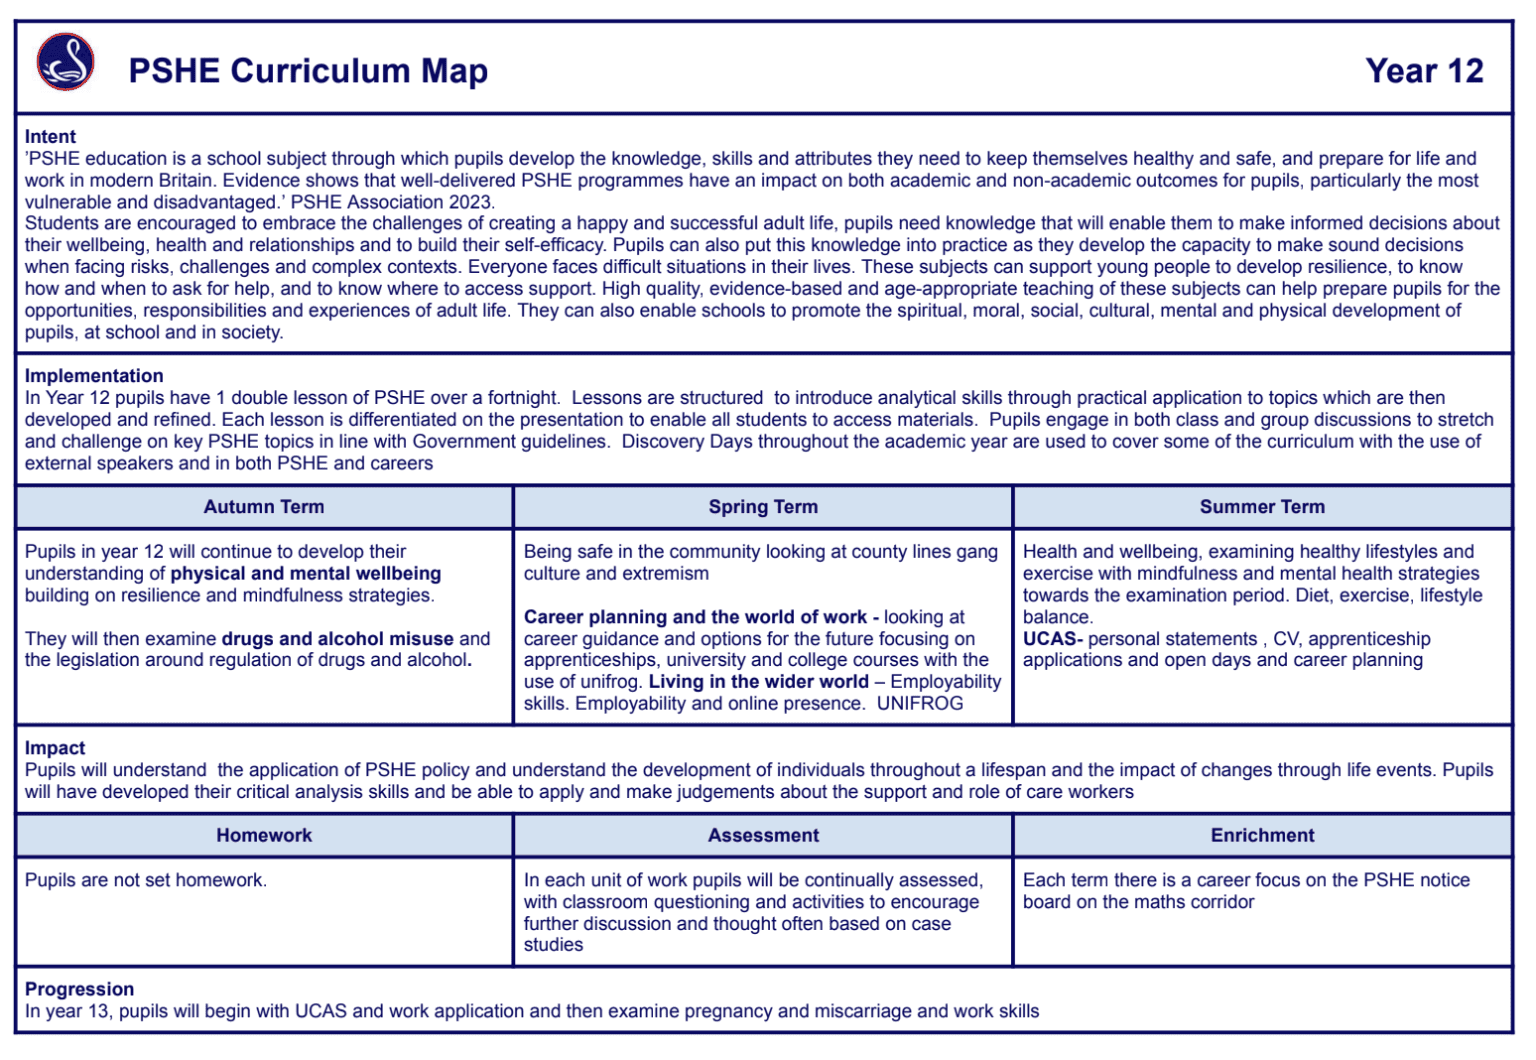 PSHE Curriculum Map
Year 12
Intent
'PSHE education is a school subject through which pupils develop the knowledge, skills and attributes they need to keep themselves healthy and safe, and prepare for life and
work in modern Britain. Evidence shows that well-delivered PSHE programmes have an impact on both academic and non-academic outcomes for pupils, particularly the most
vulnerable and disadvantaged.' PSHE Association 2023.
Students are encouraged to embrace the challenges of creating a happy and successful adult life, pupils need knowledge that will enable them to make informed decisions about
their wellbeing, health and relationships and to build their self-efficacy. Pupils can also put this knowledge into practice as they develop the capacity to make sound decisions
when facing risks, challenges and complex contexts. Everyone faces difficult situations in their lives. These subjects can support young people to develop resilience, to know
how and when to ask for help, and to know where to access support. High quality, evidence-based and age-appropriate teaching of these subjects can help prepare pupils for the
opportunities, responsibilities and experiences of adult life. They can also enable schools to promote the spiritual, moral, social, cultural, mental and physical development of
pupils, at school and in society.
Implementation
In Year 12 pupils have 1 double lesson of PSHE over a fortnight.  Lessons are structured  to introduce analytical skills through practical application to topics which are then
developed and refined. Each lesson is differentiated on the presentation to enable all students to access materials.  Pupils engage in both class and group discussions to stretch
and challenge on key PSHE topics in line with Government guidelines.  Discovery Days throughout the academic year are used to cover some of the curriculum with the use of
external speakers and in both PSHE and careers
Autumn Term
Pupils in year 12 will continue to develop their
understanding of physical and mental wellbeing
building on resilience and mindfulness strategies.
They will then examine drugs and alcohol misuse and
the legislation around regulation of drugs and alcohol.
Spring Term
Being safe in the community looking at county lines gang
culture and extremism
Career planning and the world of work - looking at
career guidance and options for the future focusing on
apprenticeships, university and college courses with the
use of unifrog. Living in the wider world – Employability
skills. Employability and online presence.  UNIFROG
Summer Term
Health and wellbeing, examining healthy lifestyles and
exercise with mindfulness and mental health strategies
towards the examination period. Diet, exercise, lifestyle
balance.
UCAS- personal statements , CV, apprenticeship
applications and open days and career planning
Impact
Pupils will understand  the application of PSHE policy and understand the development of individuals throughout a lifespan and the impact of changes through life events. Pupils
will have developed their critical analysis skills and be able to apply and make judgements about the support and role of care workers
Homework
Pupils are not set homework.
Assessment
In each unit of work pupils will be continually assessed,
with classroom questioning and activities to encourage
further discussion and thought often based on case
studies
Enrichment
Each term there is a career focus on the PSHE notice
board on the maths corridor
Progression
In year 13, pupils will begin with UCAS and work application and then examine pregnancy and miscarriage and work skills